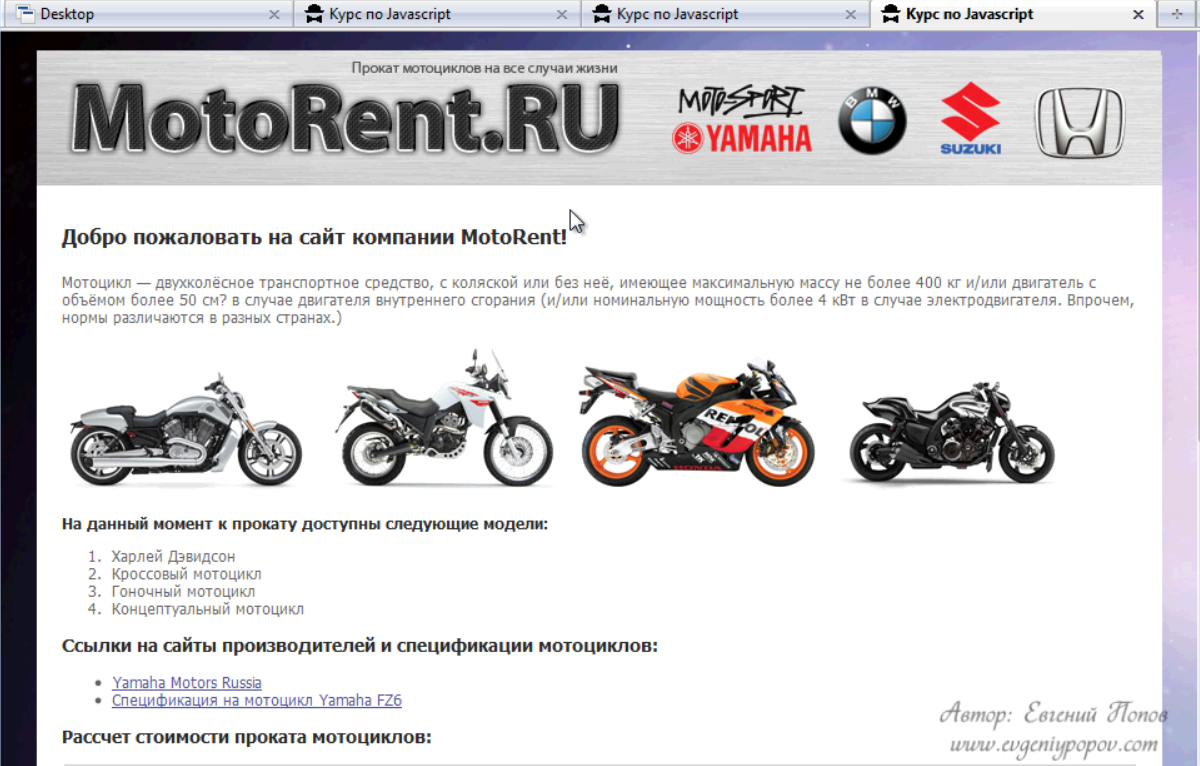 Desktop
Курс по Javascript
Курс по Javascript
Курс по Javascript
Прокат мотоциклов на все случаи жизни
MotoRent.RU
MOTOSPORT
YAMAHA
BMW
SUZUKI
Добро пожаловать на сайт компании MotoRent!
Мотоцикл — двухколёсное транспортное средство, с коляской или без неё, имеющее максимальную массу не более 400 кг и/или двигатель с
объёмом более 50 см? в случае двигателя внутреннего сгорания (и/или номинальную мощность более 4 кВт в случае электродвигателя. Впрочем,
нормы различаются в разных странах.)
HONDA
На данный момент к прокату доступны следующие модели:
1. Харлей Дэвидсон
2. Кроссовый мотоцикл
3. Гоночный мотоцикл
4. Концептуальный мотоцикл
Ссылки на сайты производителей и спецификации мотоциклов:
Yamaha Motors Russia
Спецификация на мотоцикл Yamaha FZ6
Рассчет стоимости проката мотоциклов:
Автор: Евгений Попов
www.evgeniypopov.com